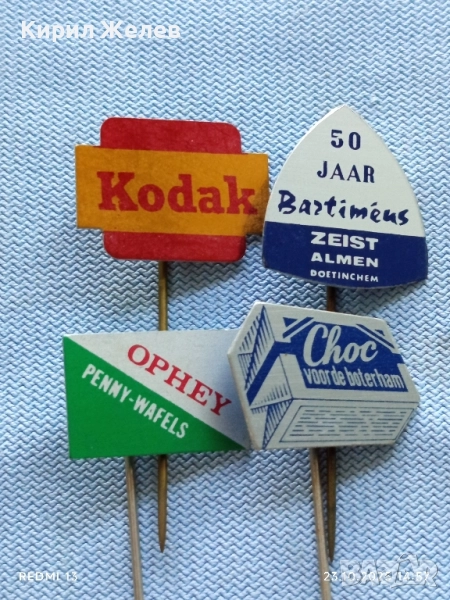 Кирил Желев
Kodak
50
JAAR
Bartiméus
ZEIST
ALMEN
DOETINCHEM
OPHEY
PENNY-WAFELS
Choc
voor de boterham
REDMI 13